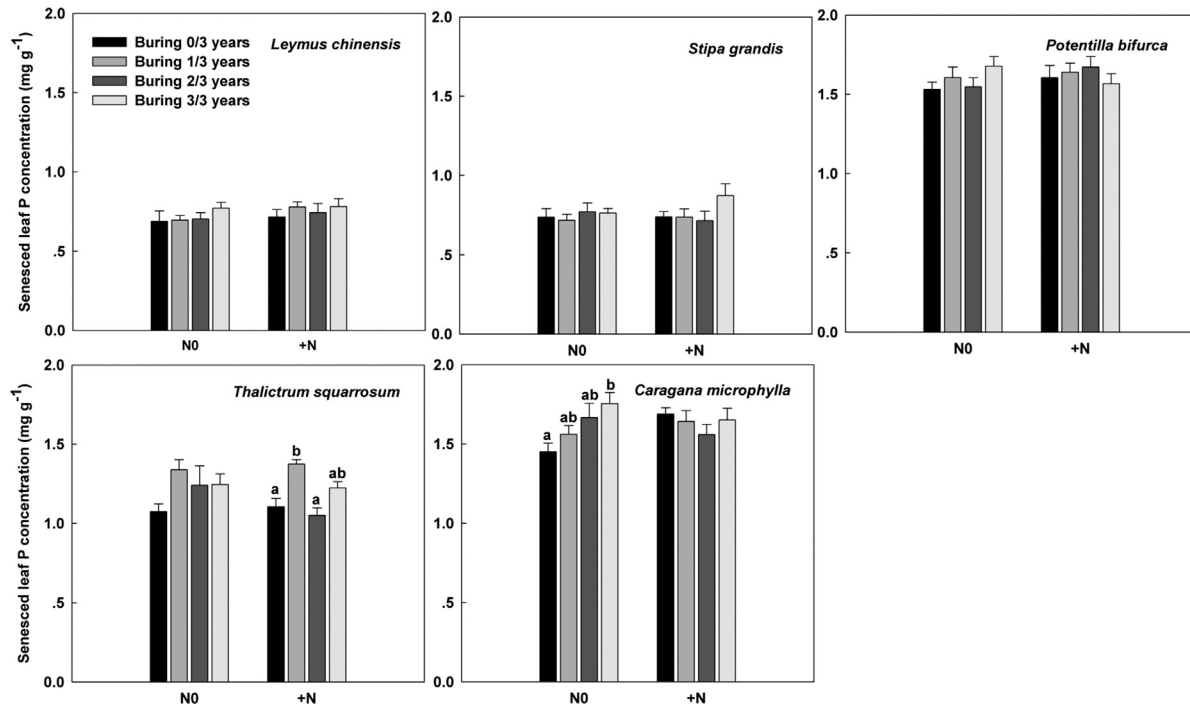 Senesced leaf P concentration (mg g-1)
2.0
1.5
1.0
.5
0.0
Buring 0/3 years
Buring 1/3 years
Buring 2/3 years
Buring 3/3 years
Leymus chinensis
N0
+N
2.0
1.5
1.0
.5
0.0
Stipa grandis
N0
+N
2.0
1.5
1.0
.5
0.0
Potentilla bifurca
N0
+N
Senesced leaf P concentration (mg g-1)
2.0
1.5
1.0
.5
0.0
Thalictrum squarrosum
a
b
a
ab
N0
+N
2.0
1.5
1.0
.5
0.0
Caragana microphylla
a
ab
ab
b
N0
+N